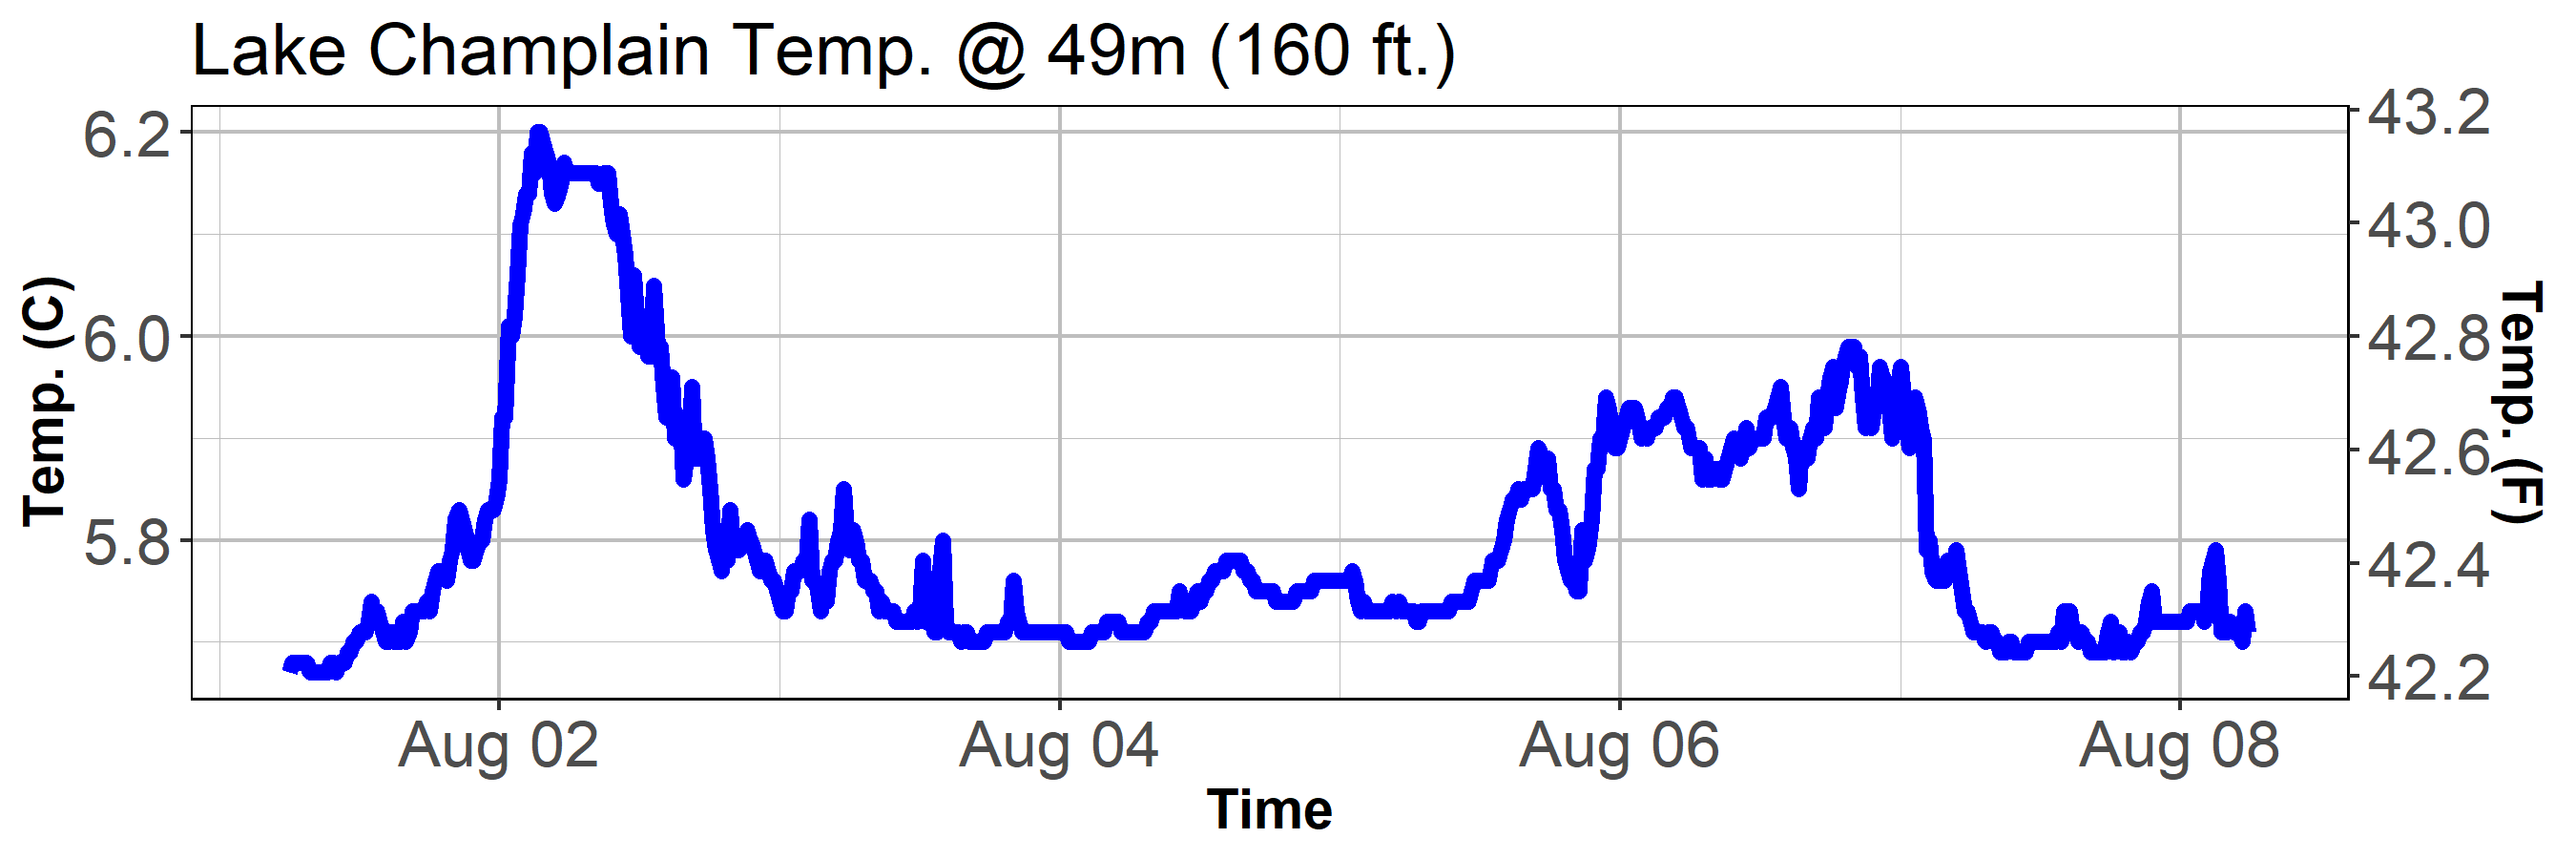 Lake Champlain Temp. @ 49m (160 ft.)
6.2
6.0
5.8
Temp. (C)
43.2
43.0
42.8
42.6
42.4
42.2
Temp. (F)
Aug 02 Aug 04 Aug 06 Aug 08
Time